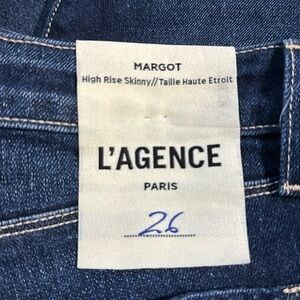 MARGOT
High Rise Skinny//Taille Haute Etroit
L'AGENCE
PARIS
26